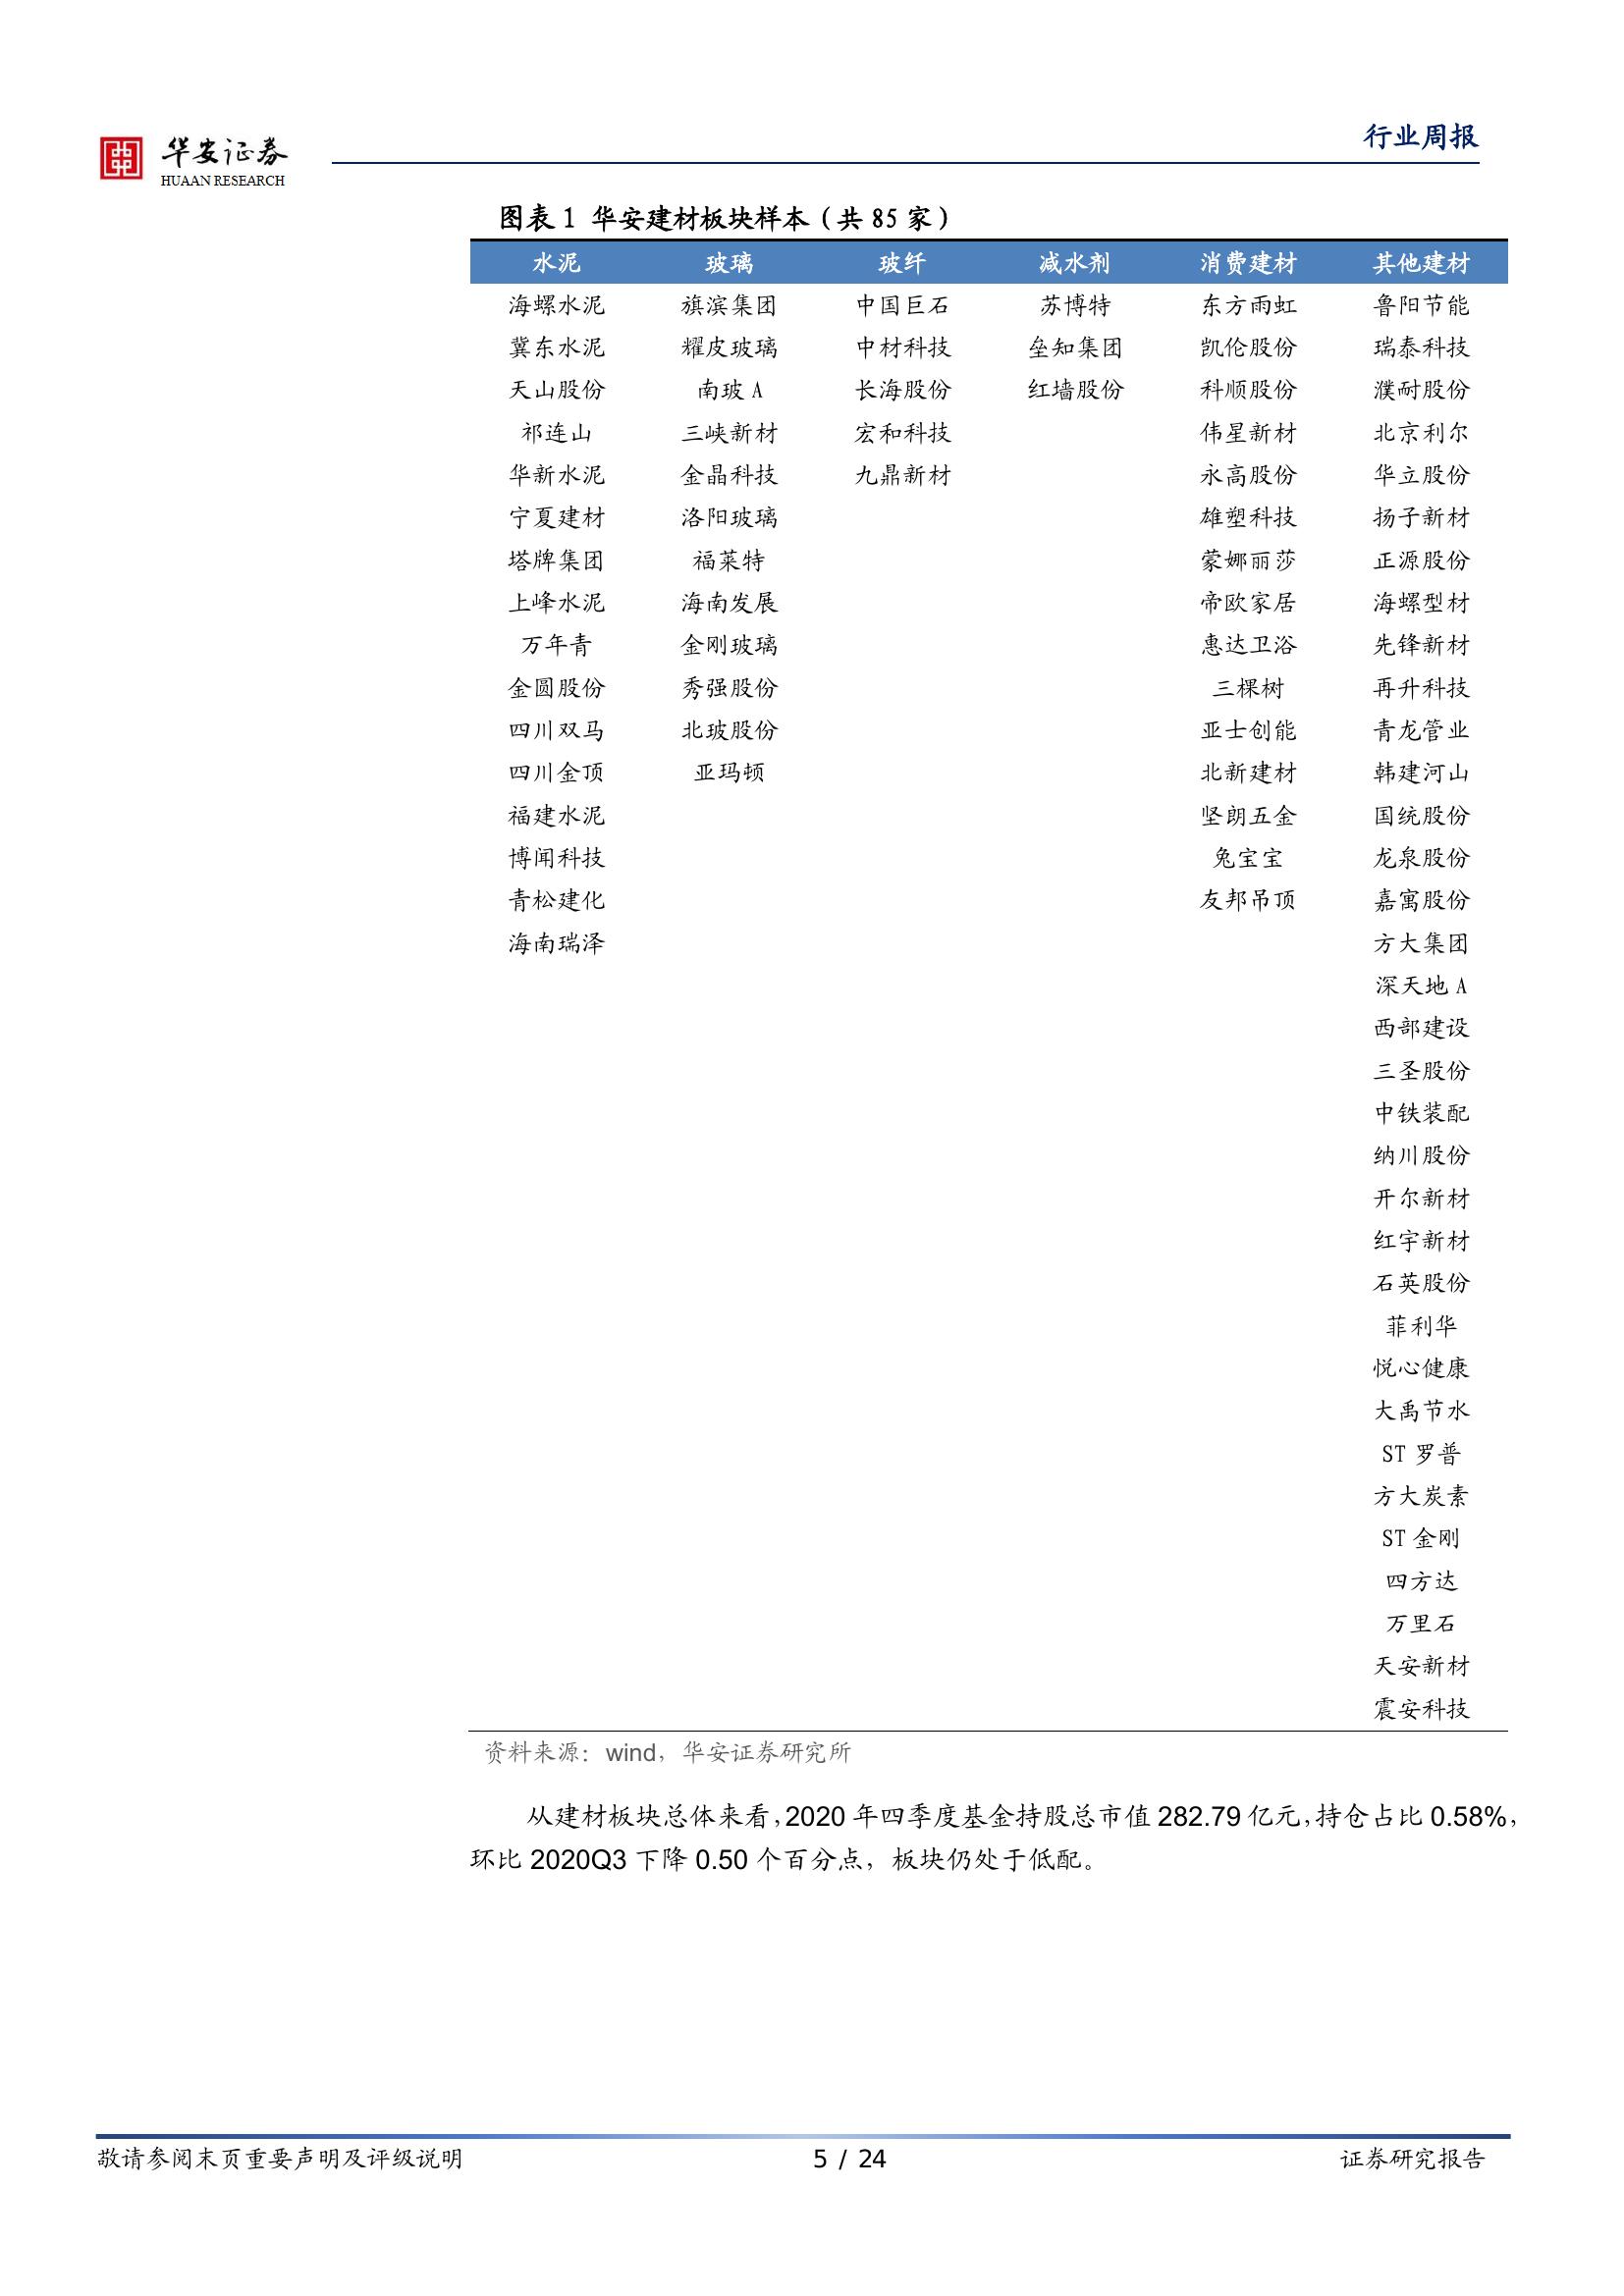 华安证券
HUAAN RESEARCH
行业周报
图表 1 华安建材板块样本（共 85 家）
水泥 玻璃 玻纤 减水剂 消费建材 其他建材
海螺水泥 旗滨集团 中国巨石 苏博特 东方雨虹 鲁阳节能
冀东水泥 耀皮玻璃 中材科技 垒知集团 凯伦股份 瑞泰科技
天山股份 南玻 A 长海股份 红墙股份 科顺股份 濮耐股份
祁连山 三峡新材 宏和科技 伟星新材 北京利尔
华新水泥 金晶科技 九鼎新材 永高股份 华立股份
宁夏建材 洛阳玻璃 雄塑科技 扬子新材
塔牌集团 福莱特 蒙娜丽莎 正源股份
上峰水泥 海南发展 帝欧家居 海螺型材
万年青 金刚玻璃 惠达卫浴 先锋新材
金圆股份 秀强股份 三棵树 再升科技
四川双马 北玻股份 亚士创能 青龙管业
四川金顶 亚玛顿 北新建材 韩建河山
福建水泥 坚朗五金 国统股份
博闻科技 兔宝宝 龙泉股份
青松建化 友邦吊顶 嘉寓股份
海南瑞泽 方大集团
深天地 A
西部建设
三圣股份
中铁装配
纳川股份
开尔新材
红宇新材
石英股份
菲利华
悦心健康
大禹节水
ST 罗普
方大炭素
ST 金刚
四方达
万里石
天安新材
震安科技
资料来源：wind，华安证券研究所
从建材板块总体来看，2020 年四季度基金持股总市值 282.79 亿元，持仓占比 0.58%，
环比 2020Q3 下降 0.50 个百分点，板块仍处于低配。
敬请参阅末页重要声明及评级说明 5 / 24 证券研究报告